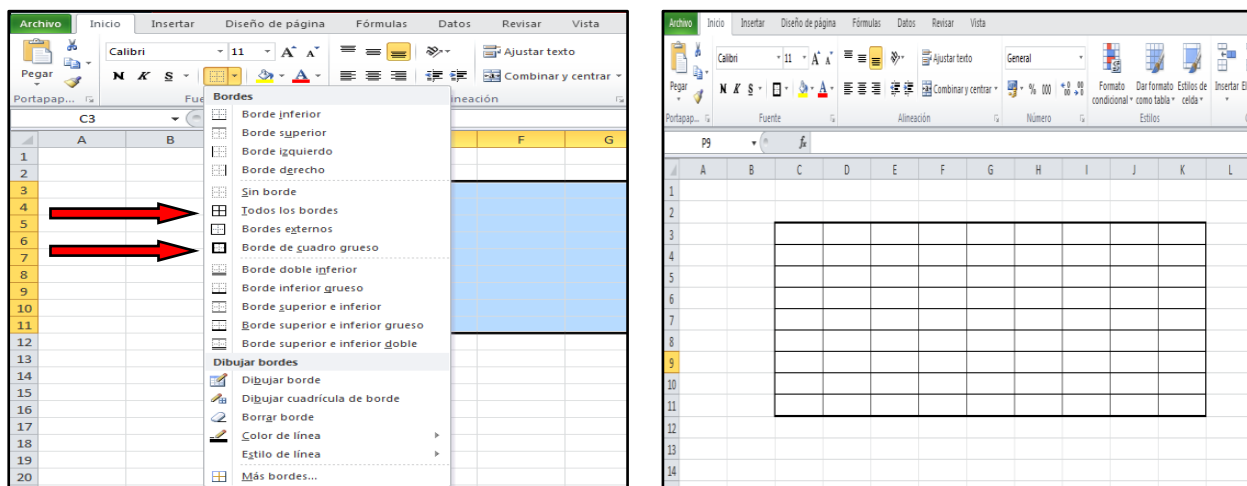 Archivo Inicio Insertar Diseño de página Fórmulas Datos Revisar Vista
Calibri 11 A A Ajustar texto
Pegar N K S A Combinar y centrar
Portapap... Fue ineación
C3
A B F G
1
2
3
4
5
6
7
8
9
10
11
12
13
14
15
16
17
18
19
20
Bordes
Borde inferior
Borde superior
Borde izquierdo
Borde derecho
Sin borde
Todos los bordes
Bordes externos
Borde de cuadro grueso
Borde doble inferior
Borde inferior grueso
Borde superior e inferior
Borde superior e inferior grueso
Borde superior e inferior doble
Dibujar bordes
Dibujar borde
Dibujar cuadrícula de borde
Borrar borde
Color de línea
Estilo de línea
Más bordes...
Archivo Inicio Insertar Diseño de página Fórmulas Datos Revisar Vista
Calibri 11 A A Ajustar texto General
Pegar N K S A Combinar y centrar % 000 Formato condicional Dar formato como tabla Estilos de celda Insertar El
Portapap... Fuente Alineación Número Estilos
P9 fx
A B C D E F G H I J K L
1
2
3
4
5
6
7
8
9
10
11
12
13
14